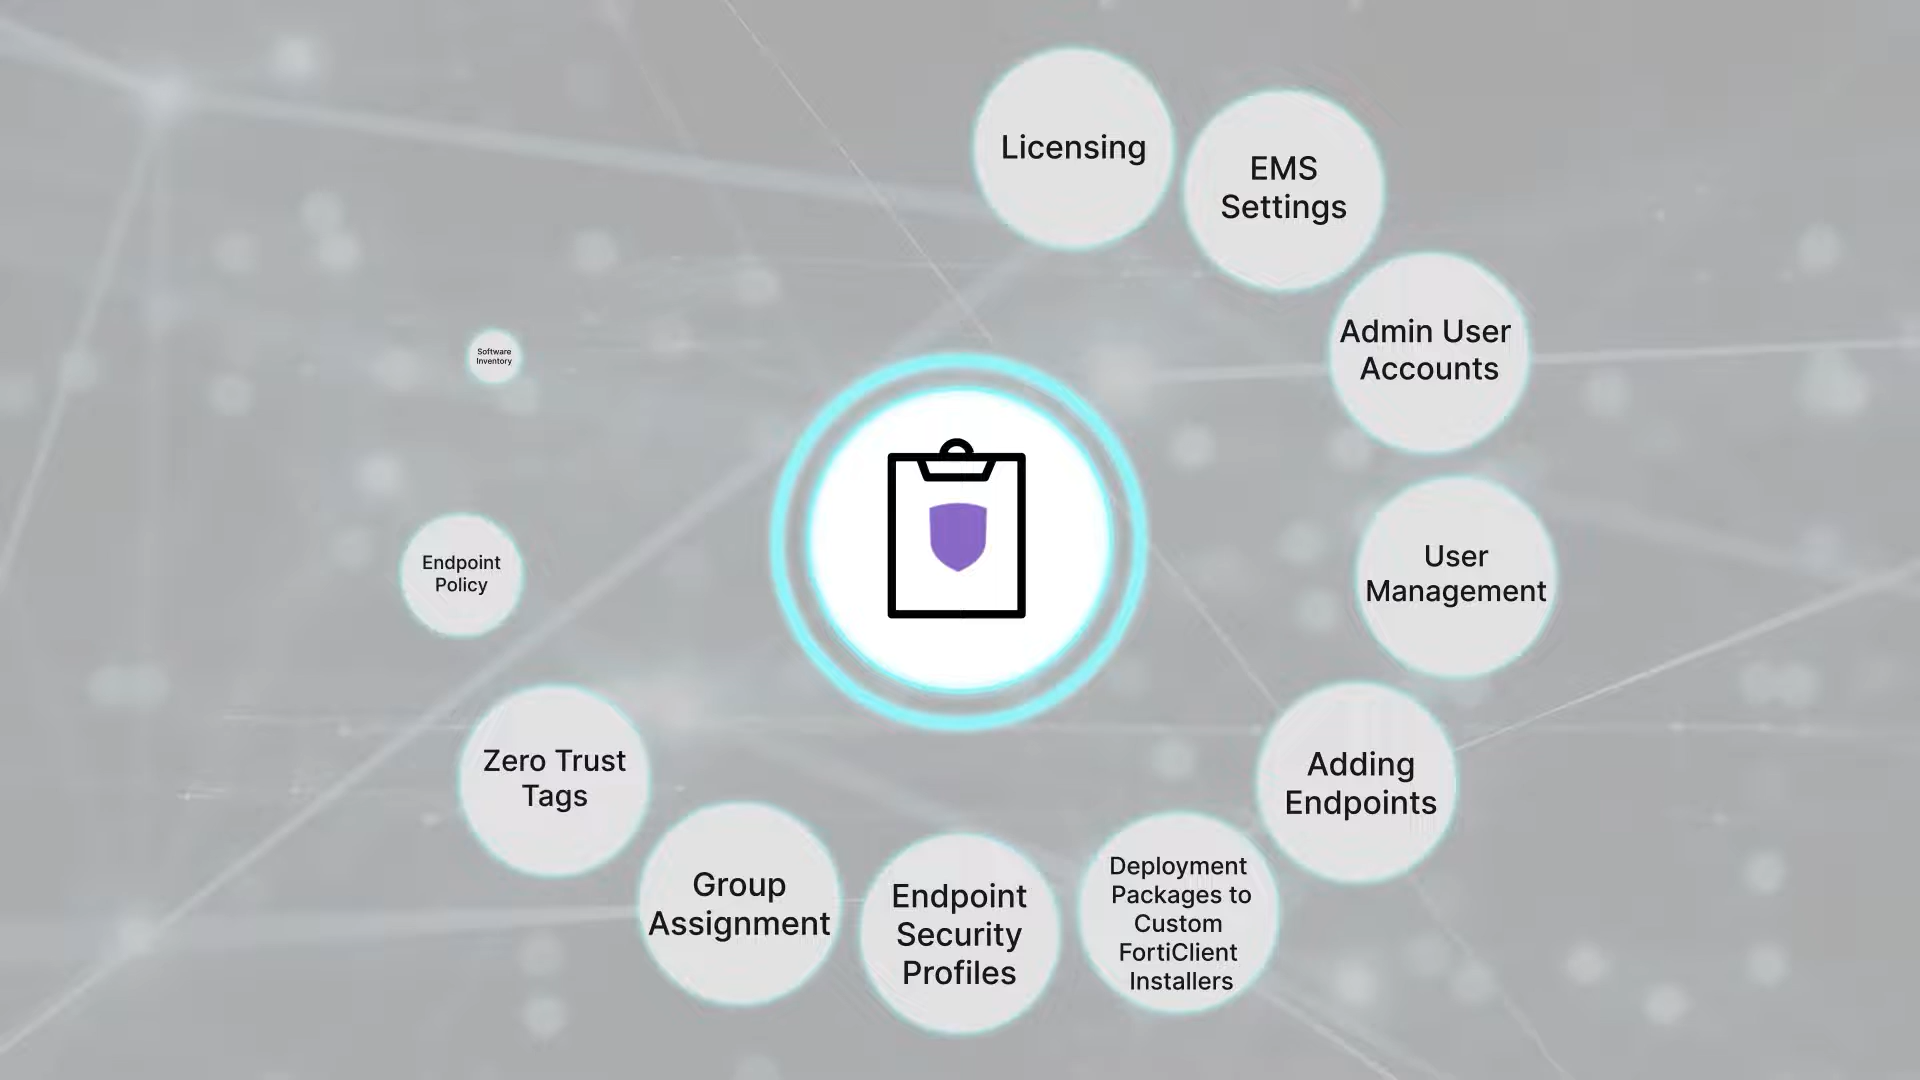 Licensing
EMS
Settings
Admin User
Accounts
User
Management
Adding
Endpoints
Deployment
Packages to
Custom
FortiClient
Installers
Endpoint
Security
Profiles
Group
Assignment
Zero Trust
Tags
Endpoint
Policy
Software
Inventory